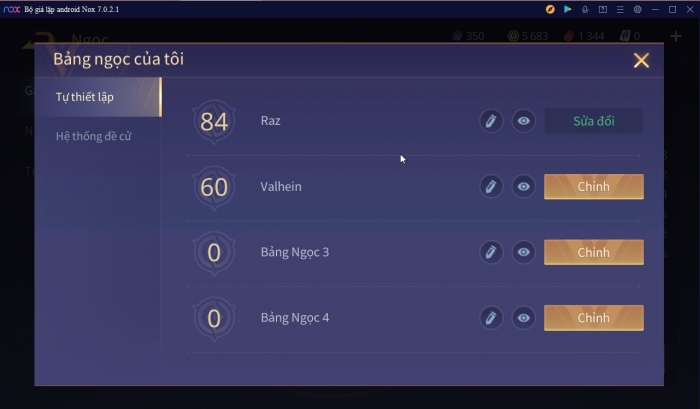 nox Bộ giả lập android Nox 7.0.2.1
Ngọc 350 5 683 1 344 0
Bảng ngọc của tôi
Tự thiết lập
Hệ thống đề cử
84 Raz Sửa đổi
60 Valhein Chỉnh
0 Bảng Ngọc 3 Chỉnh
0 Bảng Ngọc 4 Chỉnh